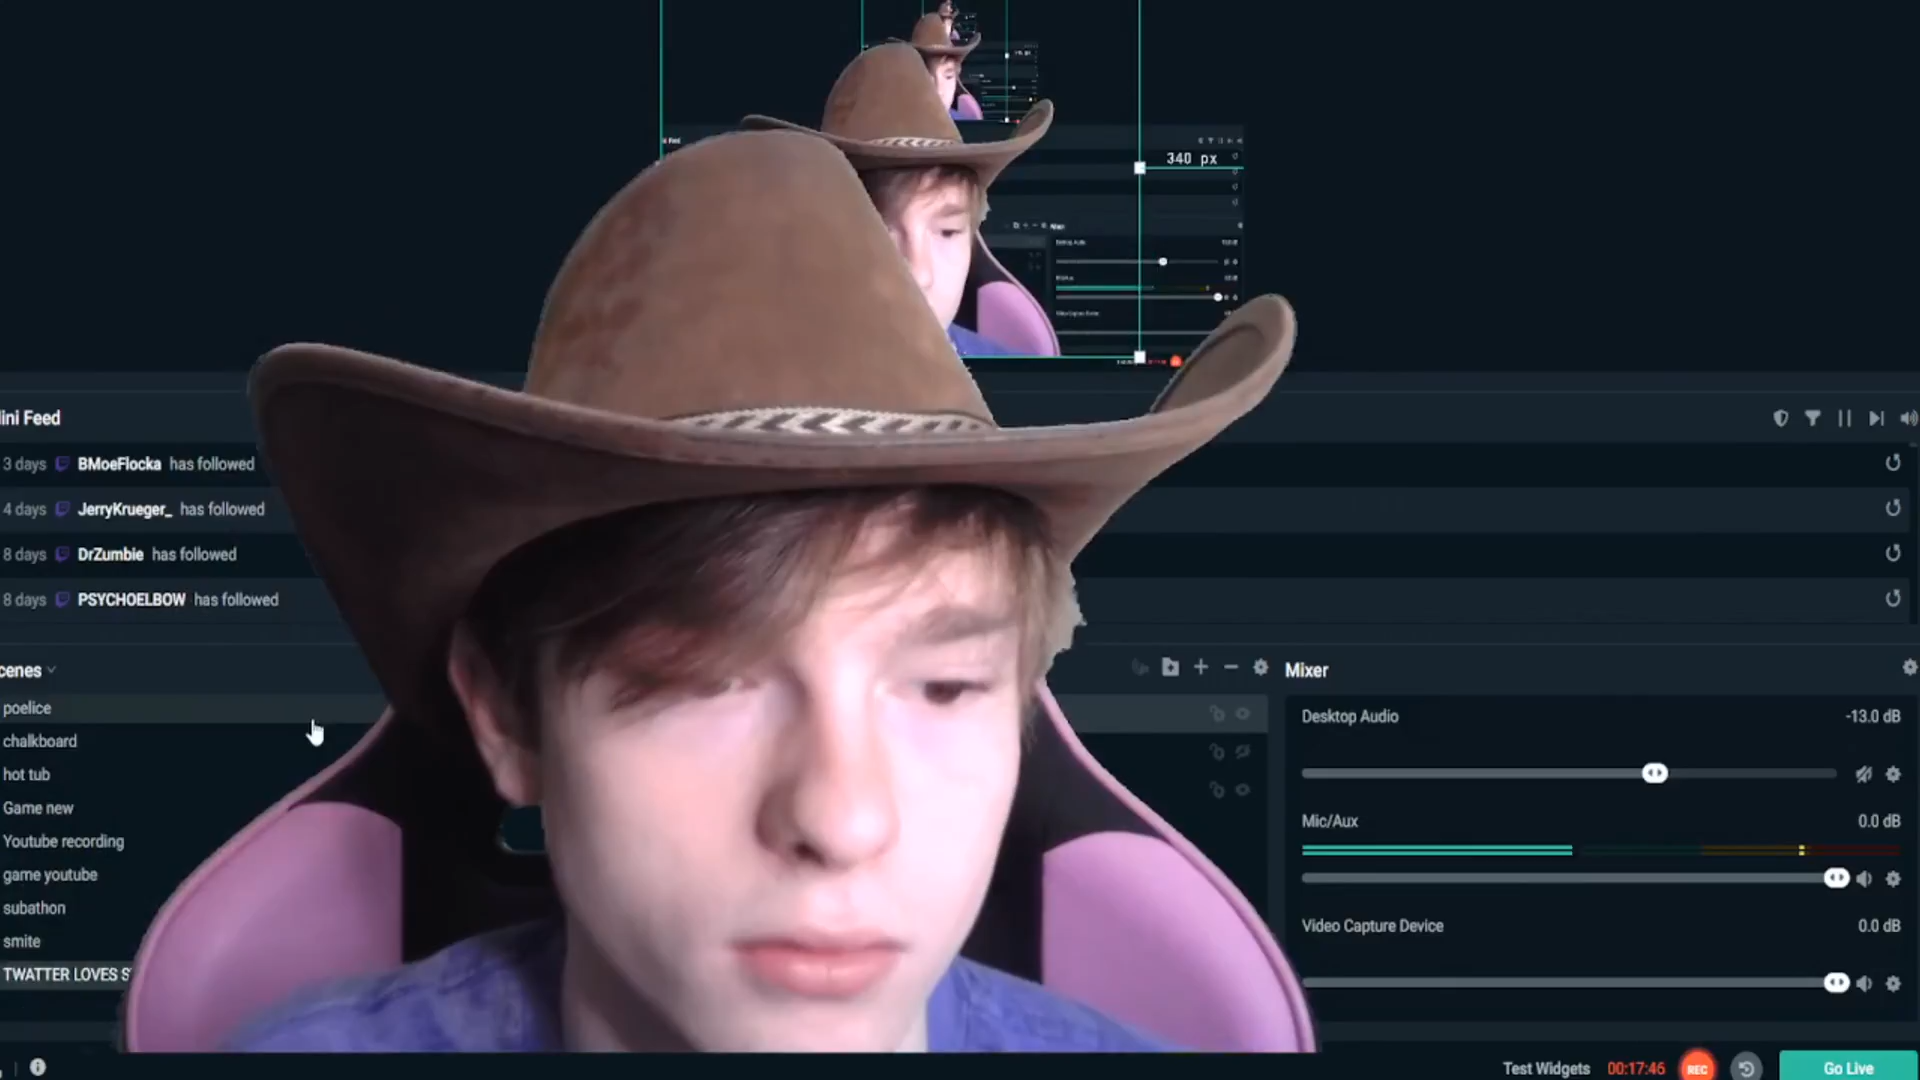 340 px
ini Feed
3 days BMoeFlocka has followed
4 days JerryKrueger_ has followed
8 days DrZumbie has followed
8 days PSYCHOELBOW has followed
cenes
poelice
chalkboard
hot tub
Game new
Youtube recording
game youtube
subathon
smite
TWATTER LOVES S
Mixer
Desktop Audio -13.0 dB
Mic/Aux 0.0 dB
Video Capture Device 0.0 dB
Test Widgets 00:17:46 REC Go Live